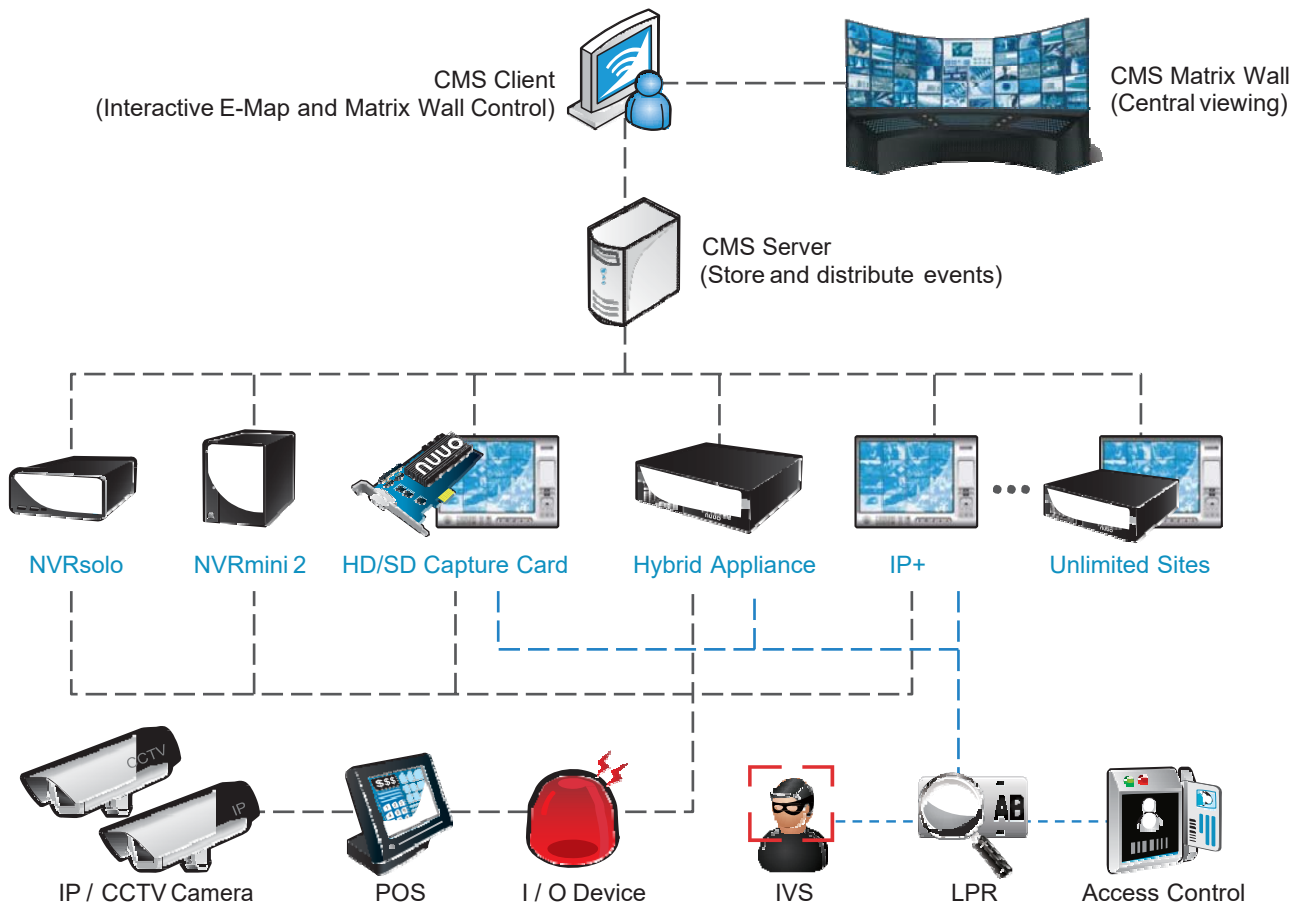 CMS Client
(Interactive E-Map and Matrix Wall Control)
CMS Matrix Wall
(Central viewing)
CMS Server
(Store and distribute events)
nuuo
nuuo
nuuo
NVRsolo
NVRmini 2
HD/SD Capture Card
Hybrid Appliance
IP+
Unlimited Sites
CCTV
IP
$$$
AB
IP / CCTV Camera
POS
I / O Device
IVS
LPR
Access Control